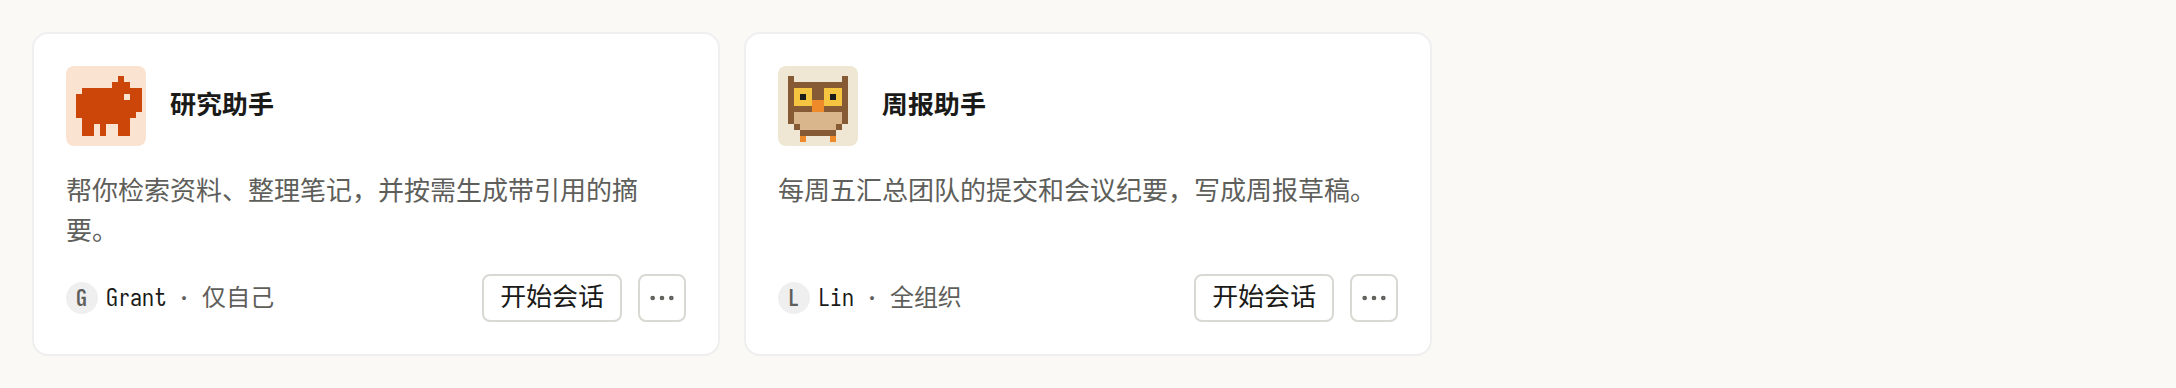 研究助手
帮你检索资料、整理笔记，并按需生成带引用的摘
要。
G Grant · 仅自己
开始会话
周报助手
每周五汇总团队的提交和会议纪要，写成周报草稿。
L Lin · 全组织
开始会话